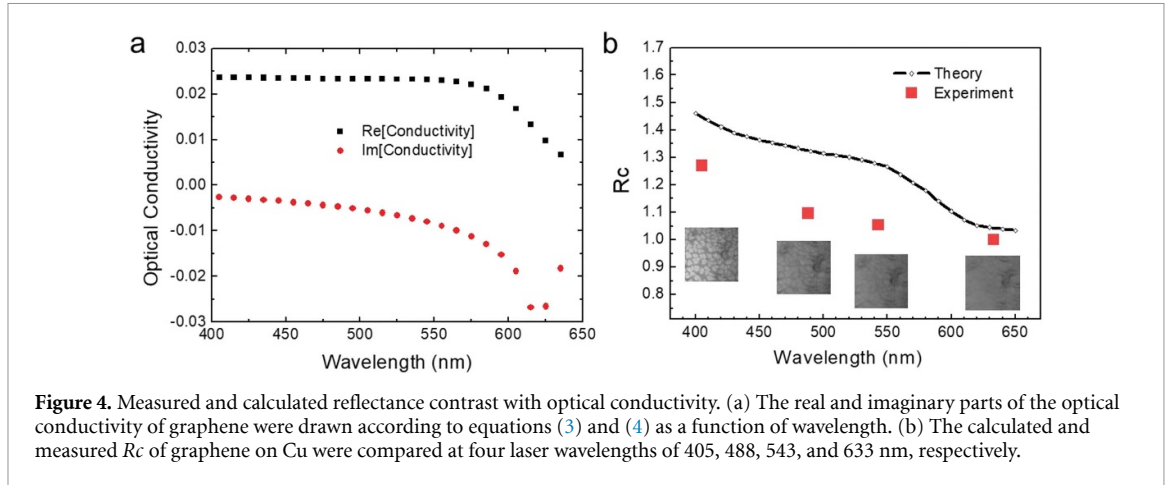 a
0.03
0.02
0.01
0.00
-0.01
-0.02
-0.03
Optical Conductivity
Re[Conductivity]
Im[Conductivity]
400 450 500 550 600 650
Wavelength (nm)
b
1.7
1.6
1.5
1.4
1.3
1.2
1.1
1.0
0.9
0.8
Rc
Theory
Experiment
400 450 500 550 600 650
Wavelength (nm)
Figure 4. Measured and calculated reflectance contrast with optical conductivity. (a) The real and imaginary parts of the optical
conductivity of graphene were drawn according to equations (3) and (4) as a function of wavelength. (b) The calculated and
measured Rc of graphene on Cu were compared at four laser wavelengths of 405, 488, 543, and 633 nm, respectively.